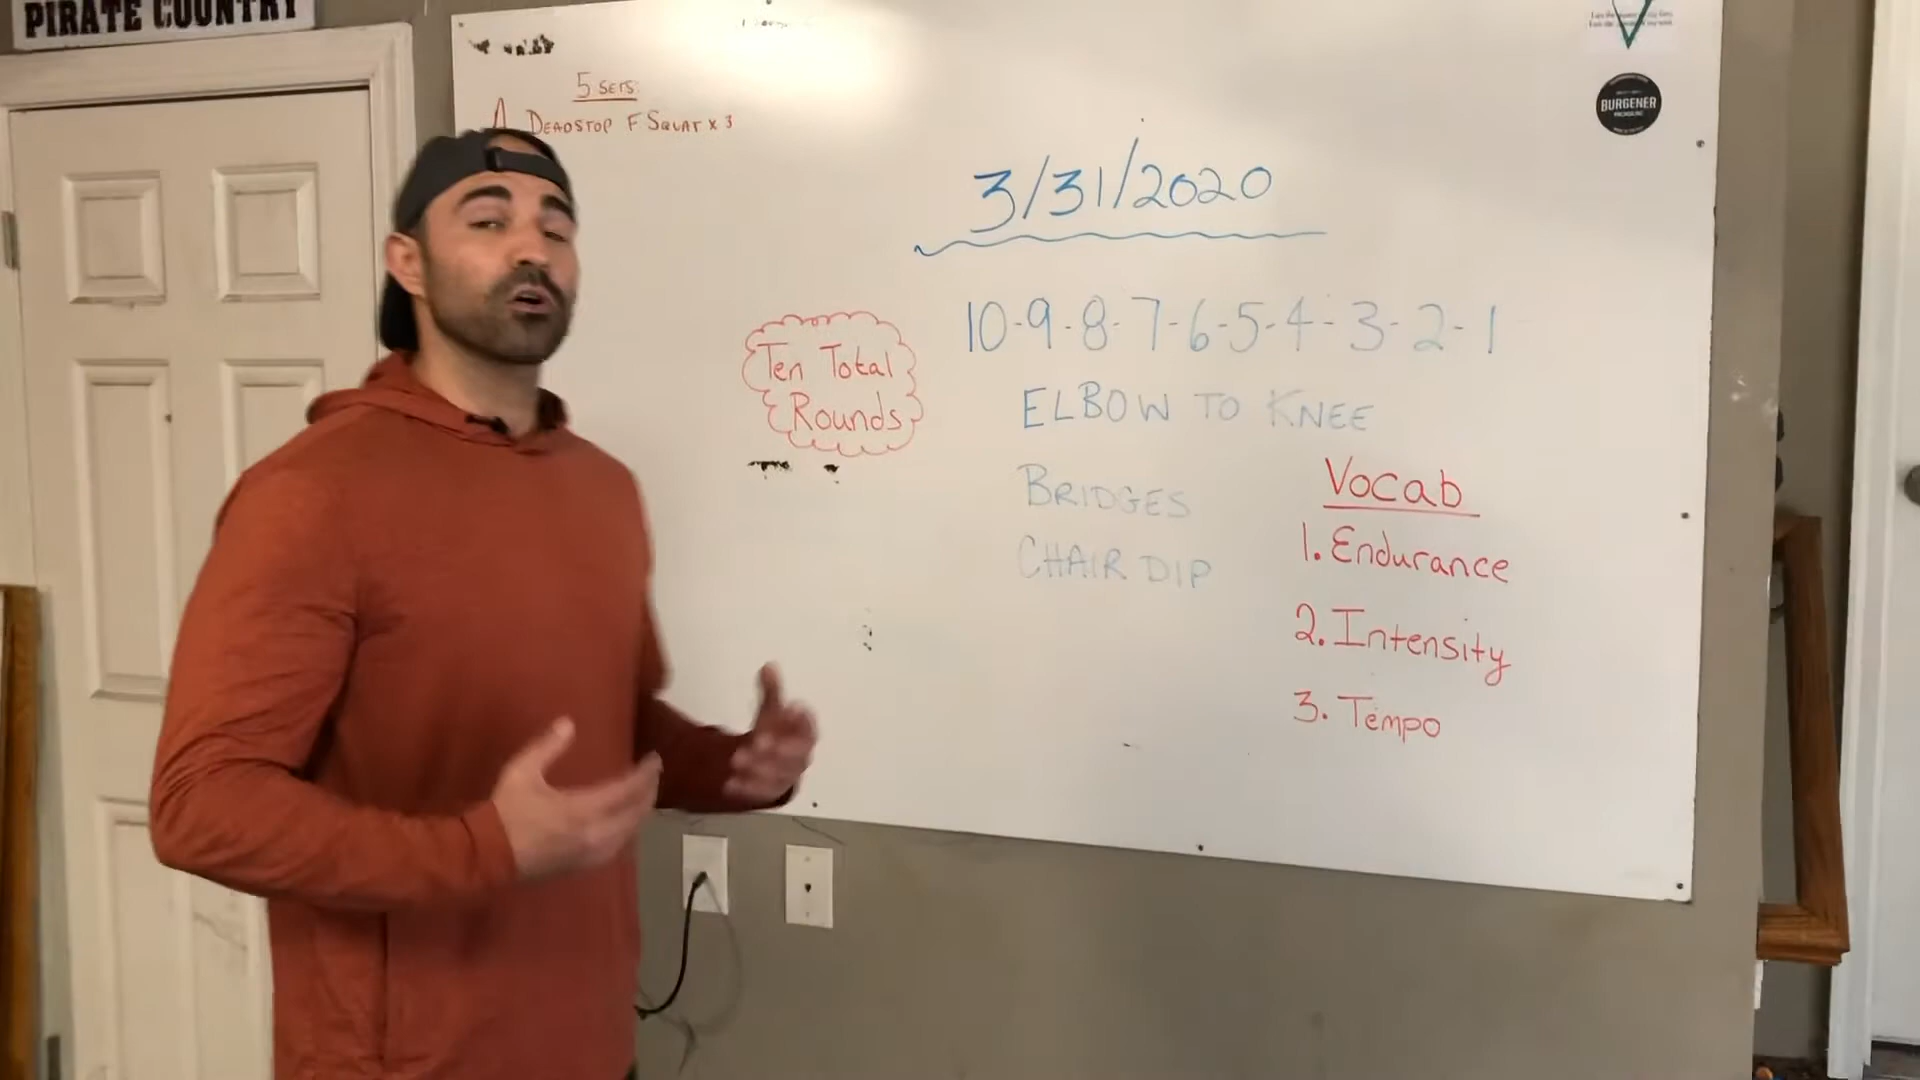 PIRATE COUNTRY
5 SETS:
A DEADSTOP F SQUAT x 3
BURGENER
3/31/2020
10-9-8-7-6-5-4-3-2-1
Ten Total
Rounds
ELBOW TO KNEE
BRIDGES
CHAIR DIP
Vocab
1. Endurance
2. Intensity
3. Tempo